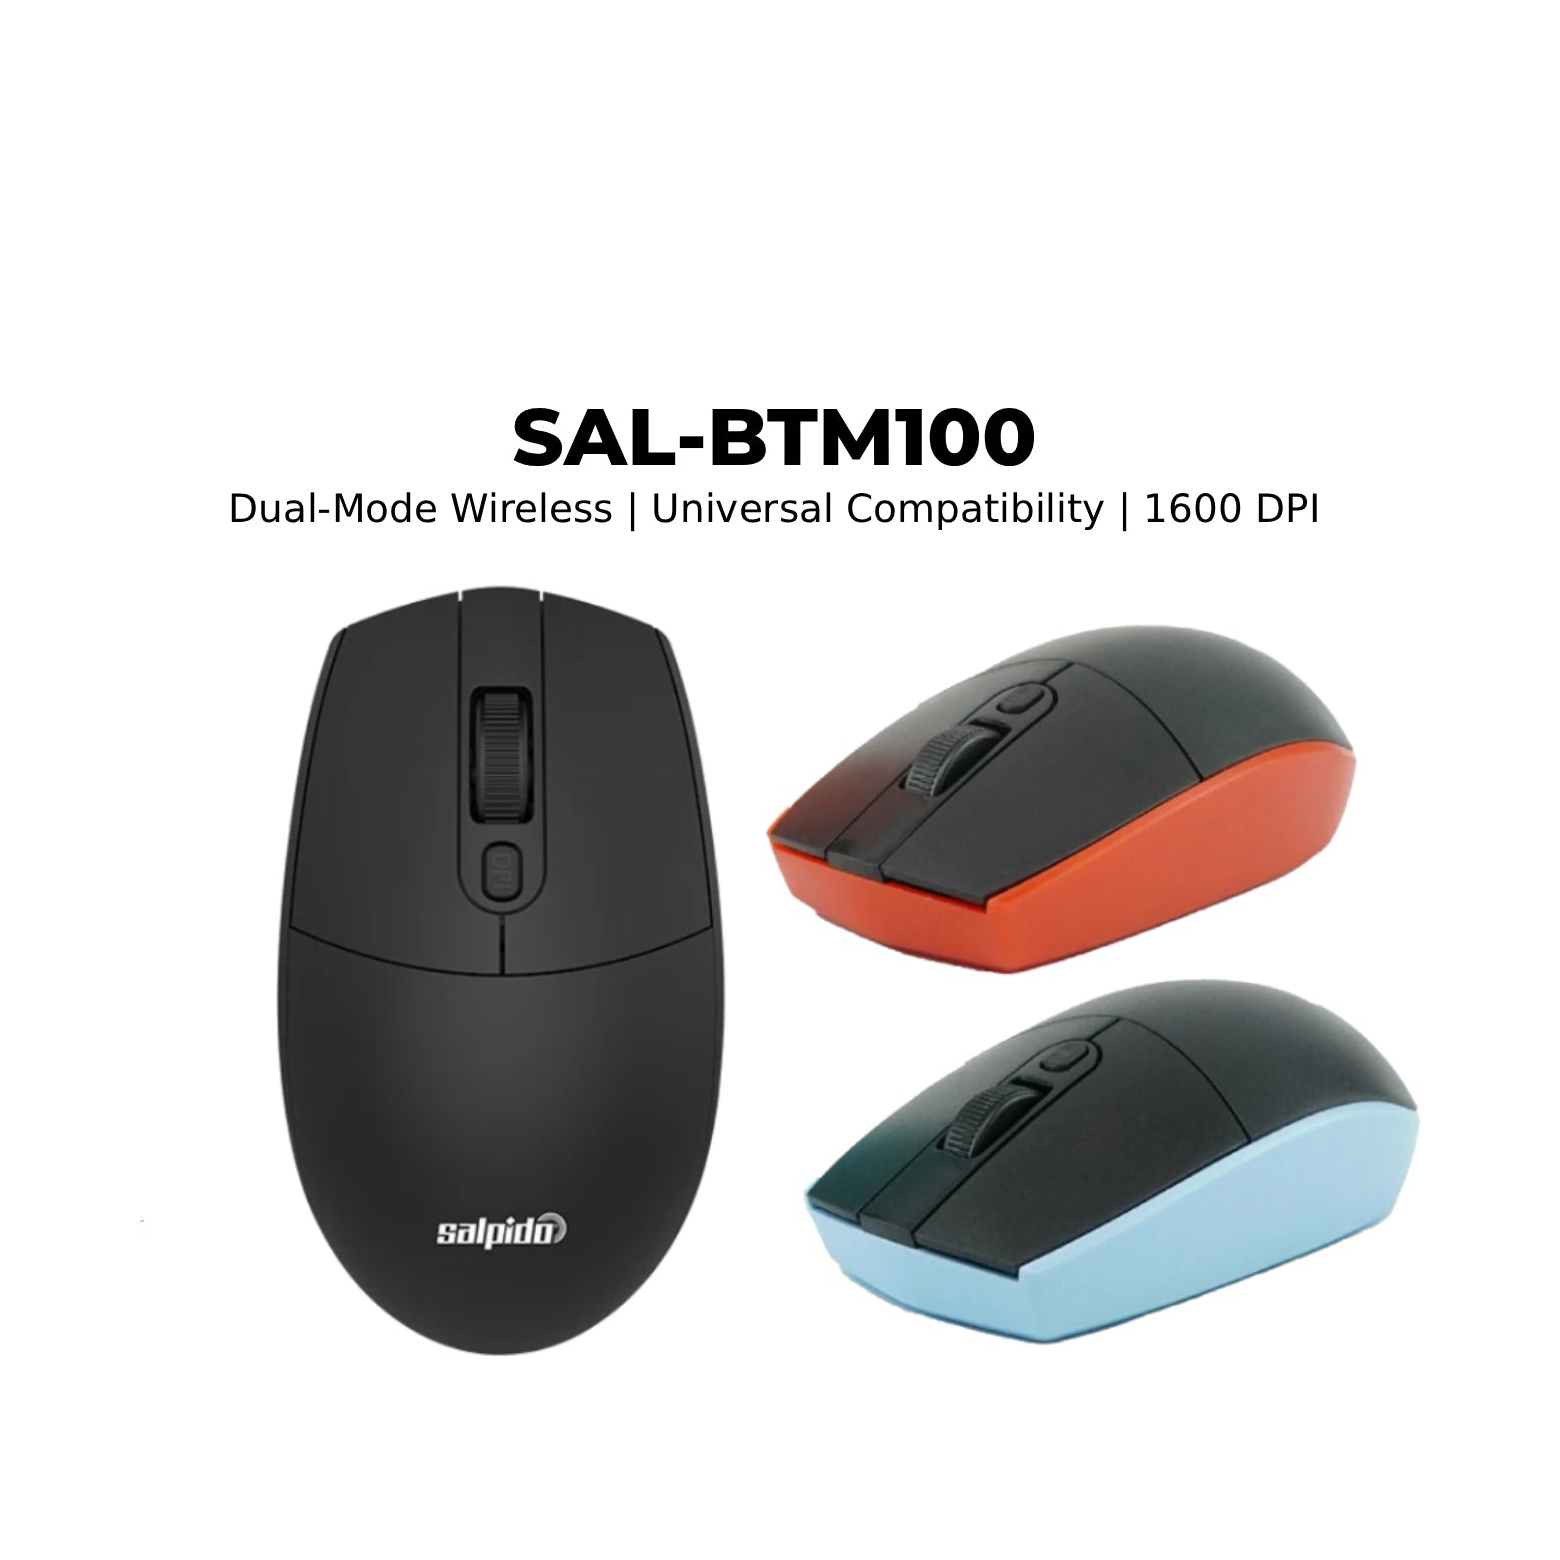 SAL-BTM100
Dual-Mode Wireless | Universal Compatibility | 1600 DPI
DPI
salpido